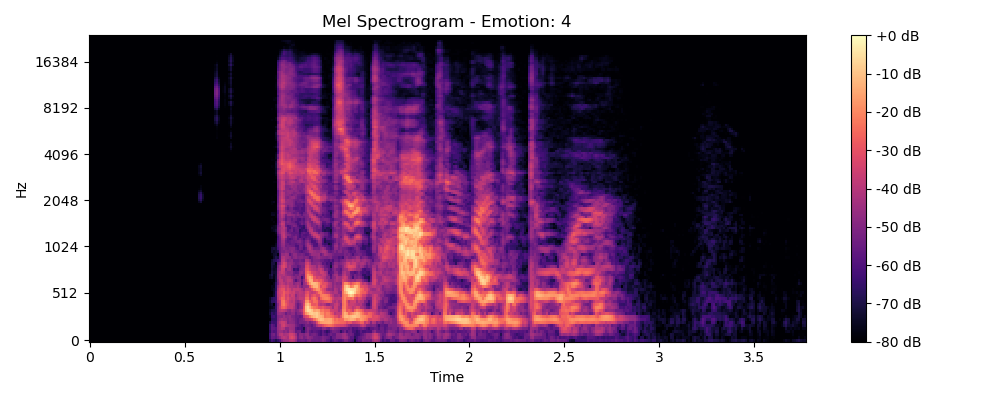 Mel Spectrogram - Emotion: 4
Hz
16384
8192
4096
2048
1024
512
0
0 0.5 1 1.5 2 2.5 3 3.5
Time
+0 dB
-10 dB
-20 dB
-30 dB
-40 dB
-50 dB
-60 dB
-70 dB
-80 dB